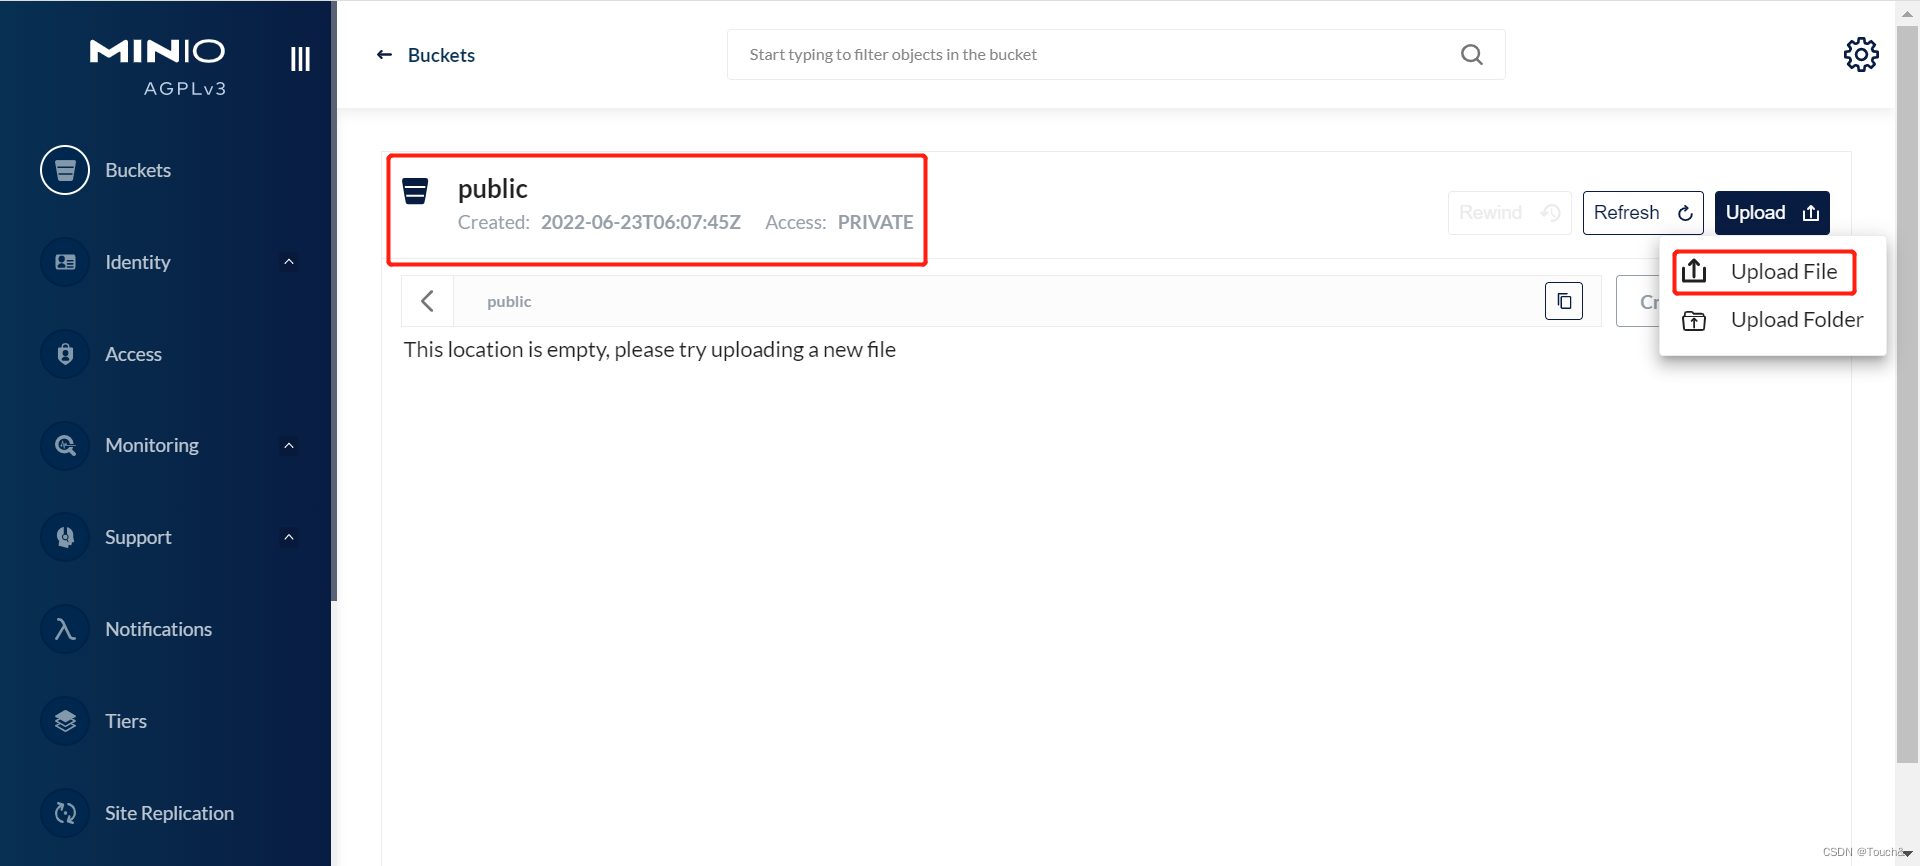 MINIO
AGPLv3
Buckets
Identity
Access
Monitoring
Support
Notifications
Tiers
Site Replication
Buckets
Start typing to filter objects in the bucket
public
Created: 2022-06-23T06:07:45Z Access: PRIVATE
Rewind
Refresh
Upload
Upload File
Upload Folder
public
Cr
This location is empty, please try uploading a new file
CSDN @Touch&